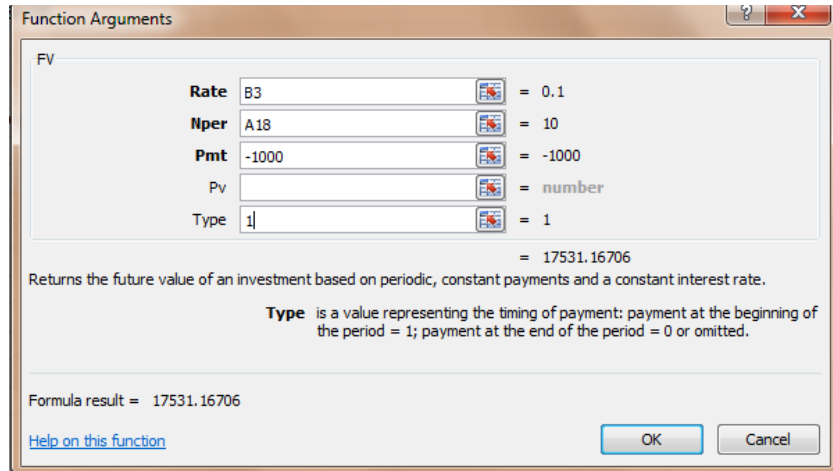 Function Arguments
FV
Rate B3 = 0.1
Nper A18 = 10
Pmt -1000 = -1000
Pv = number
Type 1 = 1
= 17531.16706
Returns the future value of an investment based on periodic, constant payments and a constant interest rate.
Type is a value representing the timing of payment: payment at the beginning of
the period = 1; payment at the end of the period = 0 or omitted.
Formula result = 17531.16706
Help on this function OK Cancel